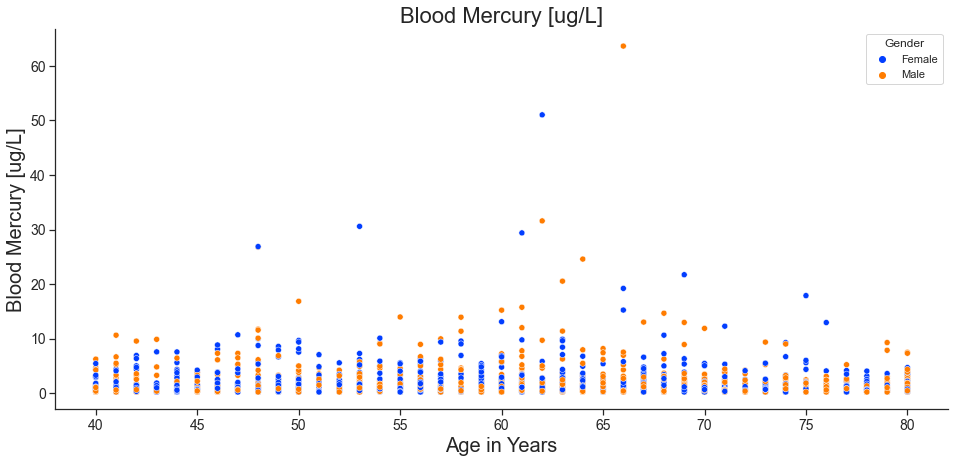 Blood Mercury [ug/L]
Gender
Female
Male
Blood Mercury [ug/L]
60
50
40
30
20
10
0
40 45 50 55 60 65 70 75 80
Age in Years